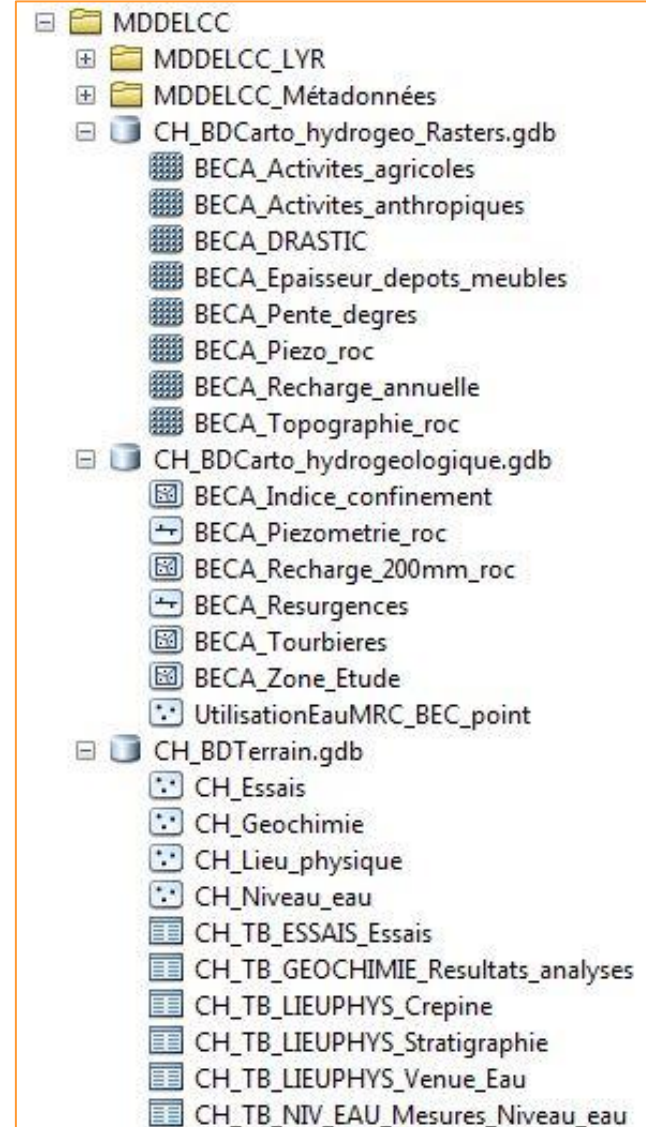 MDDELCC
MDDELCC_LYR
MDDELCC_Métadonnées
CH_BDCarto_hydrogeo_Rasters.gdb
BECA_Activites_agricoles
BECA_Activites_anthropiques
BECA_DRASTIC
BECA_Epaisseur_depots_meubles
BECA_Pente_degres
BECA_Piezo_roc
BECA_Recharge_annuelle
BECA_Topographie_roc
CH_BDCarto_hydrogeologique.gdb
BECA_Indice_confinement
BECA_Piezometrie_roc
BECA_Recharge_200mm_roc
BECA_Resurgences
BECA_Tourbieres
BECA_Zone_Etude
UtilisationEauMRC_BEC_point
CH_BDTerrain.gdb
CH_Essais
CH_Geochimie
CH_Lieu_physique
CH_Niveau_eau
CH_TB_ESSAIS_Essais
CH_TB_GEOCHIMIE_Resultats_analyses
CH_TB_LIEUPHYS_Crepine
CH_TB_LIEUPHYS_Stratigraphie
CH_TB_LIEUPHYS_Venue_Eau
CH_TB_NIV_EAU_Mesures_Niveau_eau